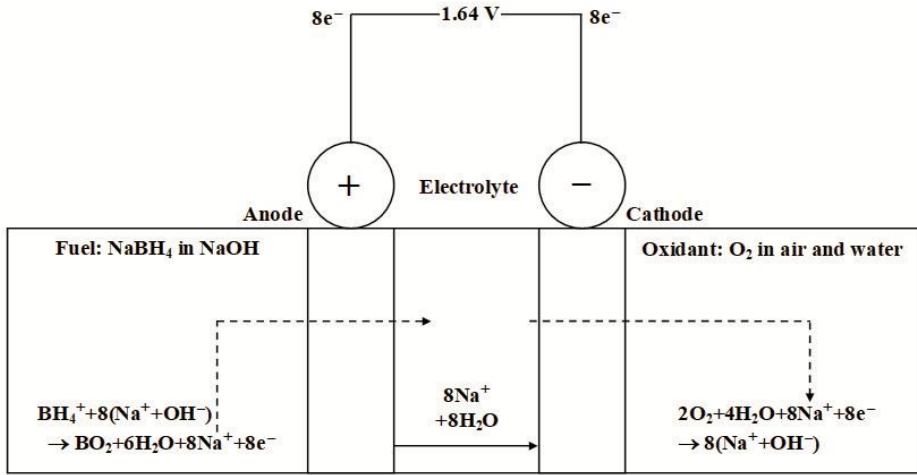 8e⁻ 1.64 V 8e⁻
+ Electrolyte −
Anode Cathode
Fuel: NaBH₄ in NaOH
Oxidant: O₂ in air and water
8Na⁺
+8H₂O
BH₄⁺+8(Na⁺+OH⁻)
→ BO₂+6H₂O+8Na⁺+8e⁻
2O₂+4H₂O+8Na⁺+8e⁻
→ 8(Na⁺+OH⁻)